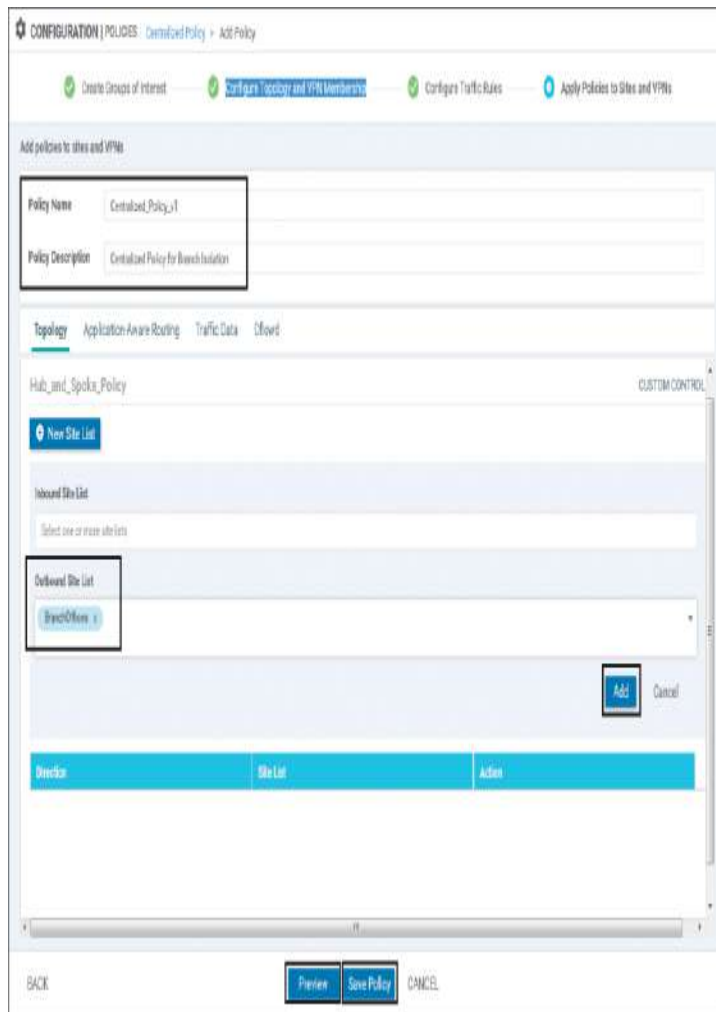 CONFIGURATION | POLICIES Centralized Policy > Add Policy
Create Groups of Interest Configure Topology and VPN Membership Configure Traffic Rules Apply Policies to Sites and VPNs
Add policies to sites and VPNs
Policy Name Centralized_Policy_v1
Policy Description Centralized Policy for Branch Isolation
Topology Application-Aware Routing Traffic Data Cflowd
Hub_and_Spoke_Policy CUSTOM CONTROL
New Site List
Inbound Site List
Select one or more site lists
Outbound Site List
BranchOffices x
Add Cancel
Direction Site List Action
BACK Preview Save Policy CANCEL